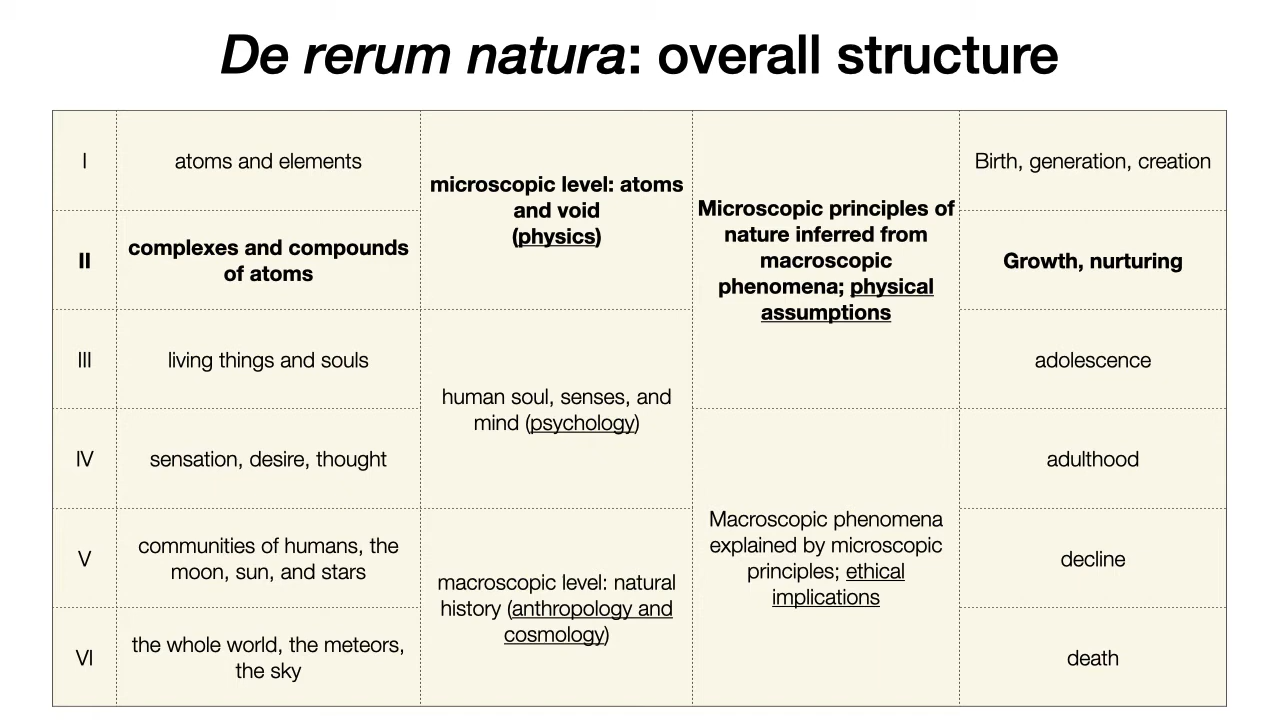 De rerum natura: overall structure
I
atoms and elements
microscopic level: atoms
and void
(physics)
Microscopic principles of
nature inferred from
macroscopic
phenomena; physical
assumptions
Birth, generation, creation
II
complexes and compounds
of atoms
Growth, nurturing
III
living things and souls
human soul, senses, and
mind (psychology)
adolescence
IV
sensation, desire, thought
Macroscopic phenomena
explained by microscopic
principles; ethical
implications
adulthood
V
communities of humans, the
moon, sun, and stars
macroscopic level: natural
history (anthropology and
cosmology)
decline
VI
the whole world, the meteors,
the sky
death